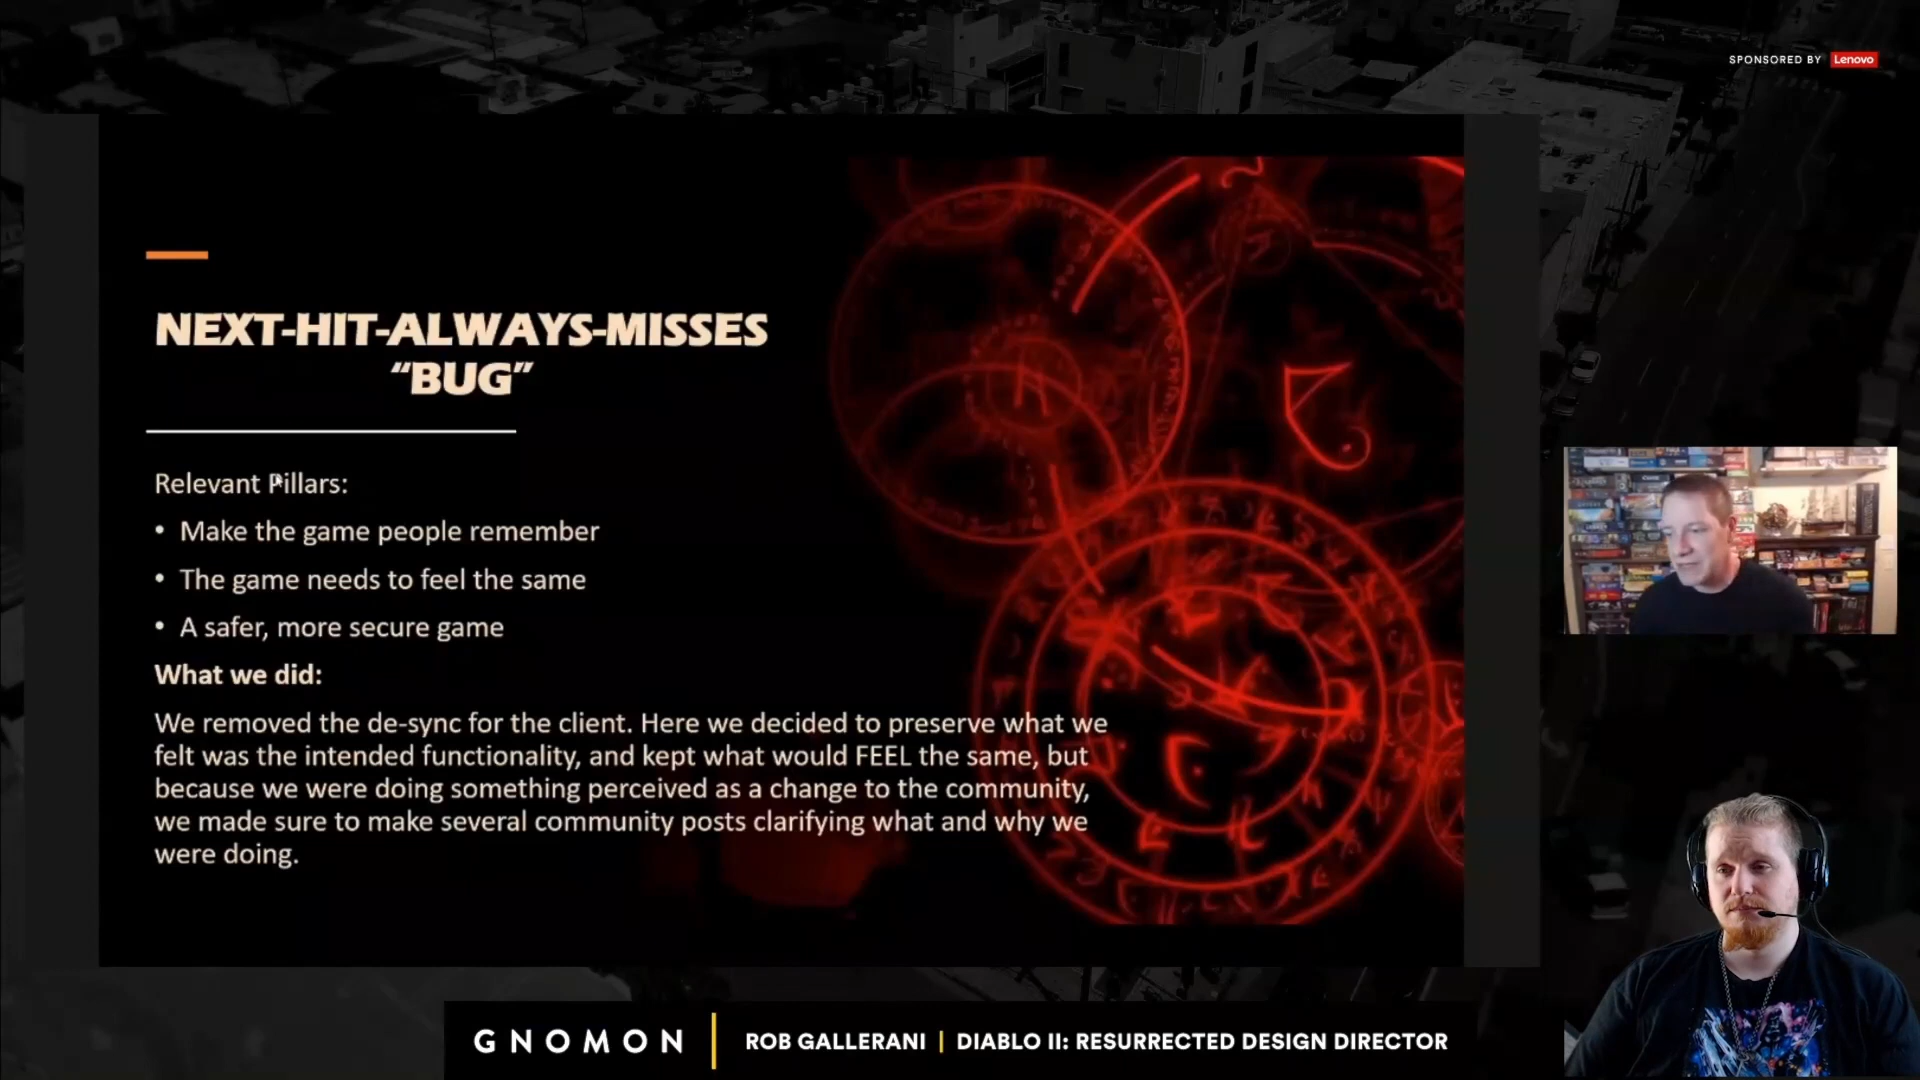 SPONSORED BY Lenovo
NEXT-HIT-ALWAYS-MISSES
“BUG”
Relevant Pillars:
• Make the game people remember
• The game needs to feel the same
• A safer, more secure game
What we did:
We removed the de-sync for the client. Here we decided to preserve what we
felt was the intended functionality, and kept what would FEEL the same, but
because we were doing something perceived as a change to the community,
we made sure to make several community posts clarifying what and why we
were doing.
GNOMON | ROB GALLERANI | DIABLO II: RESURRECTED DESIGN DIRECTOR